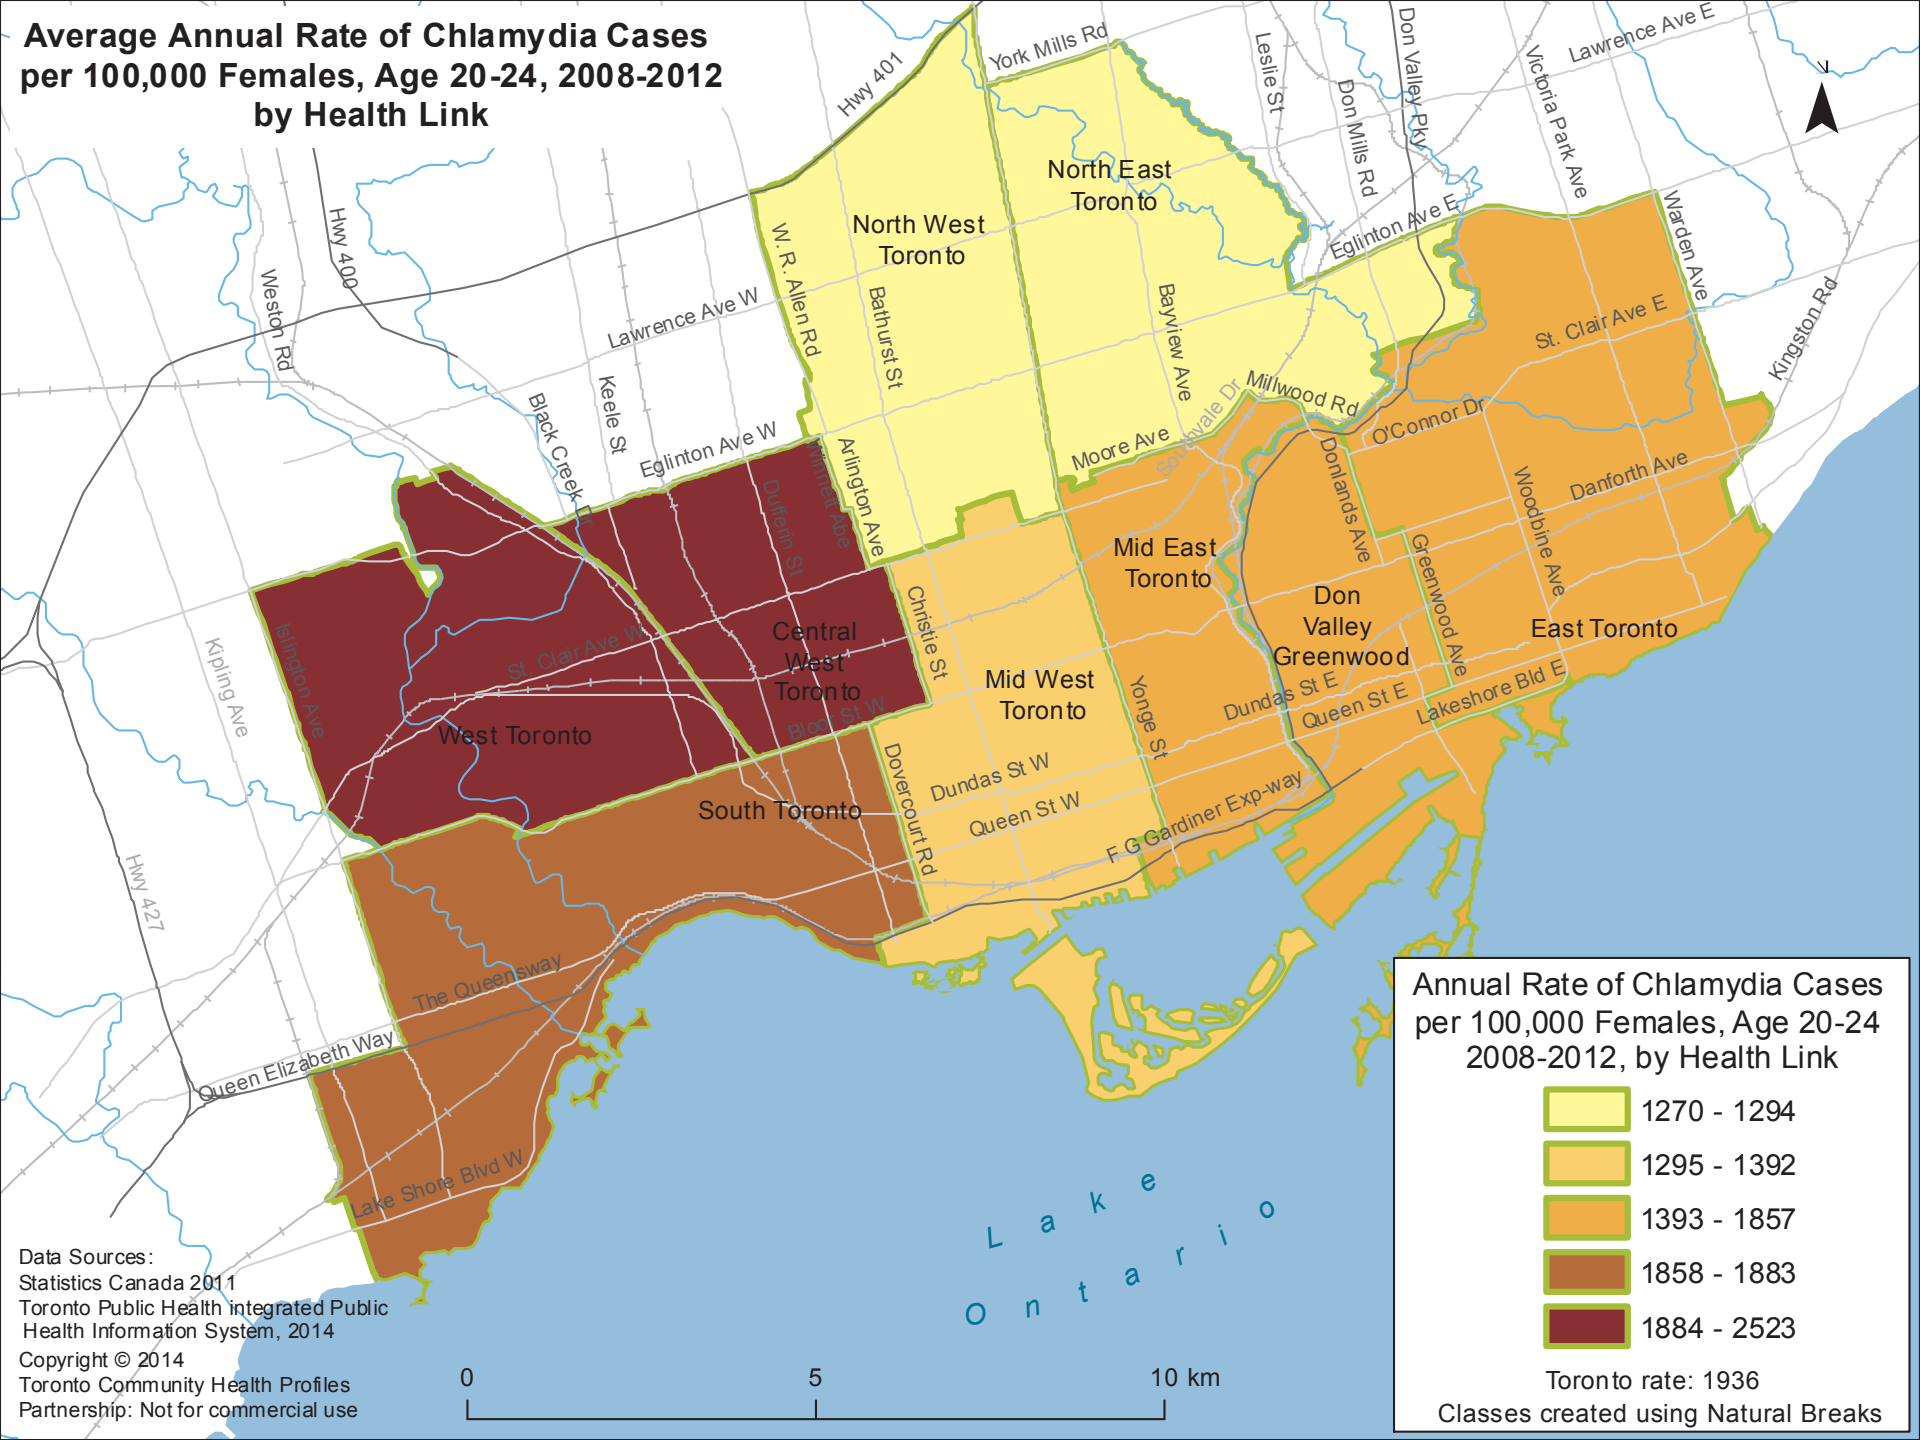 Average Annual Rate of Chlamydia Cases
per 100,000 Females, Age 20-24, 2008-2012
by Health Link
Hwy 401
York Mills Rd
Leslie St
Don Mills Rd
Don Valley Pky
Victoria Park Ave
Lawrence Ave E
North West
Toronto
North East
Toronto
Eglinton Ave E
Warden Ave
Kingston Rd
St. Clair Ave E
Hwy 400
Weston Rd
W. R. Allen Rd
Bathurst St
Bayview Ave
Lawrence Ave W
Keele St
Black Creek Dr
Eglinton Ave W
Millwood Rd
Southvale Dr
Moore Ave
O'Connor Dr
Danforth Ave
Donlands Ave
Woodbine Ave
Greenwood Ave
Arlington Ave
Winnett Abe
Dufferin St
Mid East
Toronto
Don
Valley
Greenwood
East Toronto
Christie St
Central
West
Toronto
St. Clair Ave W
Islington Ave
Kipling Ave
West Toronto
Bloor St W
Mid West
Toronto
Yonge St
Dundas St E
Queen St E
Lakeshore Bld E
South Toronto
Dovercourt Rd
Dundas St W
Queen St W
F G Gardiner Exp-way
Hwy 427
The Queensway
Queen Elizabeth Way
Lake Shore Blvd W
Lake
Ontario
Data Sources:
Statistics Canada 2011
Toronto Public Health integrated Public
Health Information System, 2014
Copyright © 2014
Toronto Community Health Profiles
Partnership: Not for commercial use
0 5 10 km
Annual Rate of Chlamydia Cases
per 100,000 Females, Age 20-24
2008-2012, by Health Link
1270 - 1294
1295 - 1392
1393 - 1857
1858 - 1883
1884 - 2523
Toronto rate: 1936
Classes created using Natural Breaks